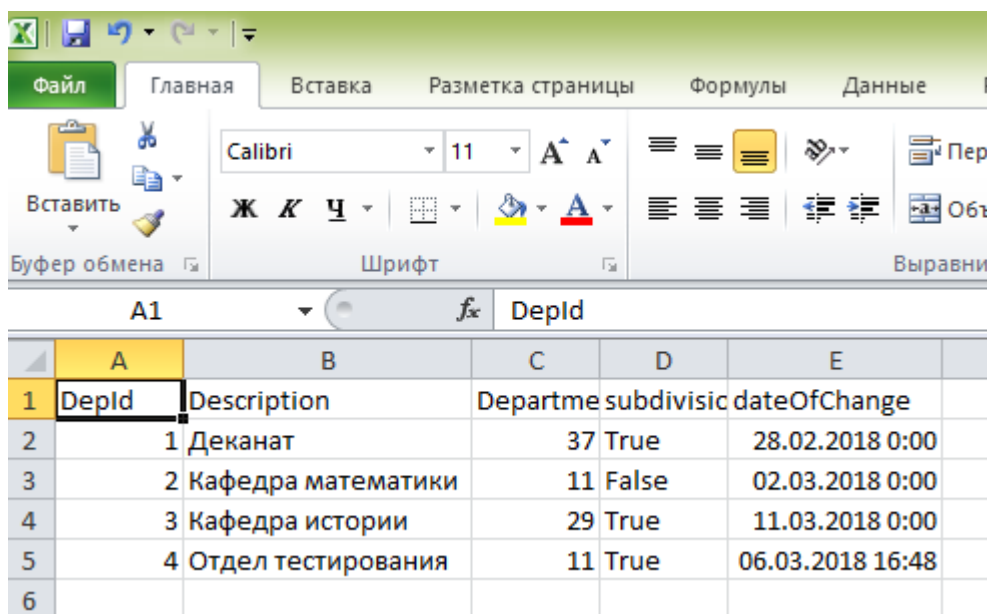 Файл Главная Вставка Разметка страницы Формулы Данные
Calibri 11
Вставить Ж К Ч
Буфер обмена Шрифт
A1 fx DepId
A B C D E
1 DepId Description Departme subdivisic dateOfChange
2 1 Деканат 37 True 28.02.2018 0:00
3 2 Кафедра математики 11 False 02.03.2018 0:00
4 3 Кафедра истории 29 True 11.03.2018 0:00
5 4 Отдел тестирования 11 True 06.03.2018 16:48
6